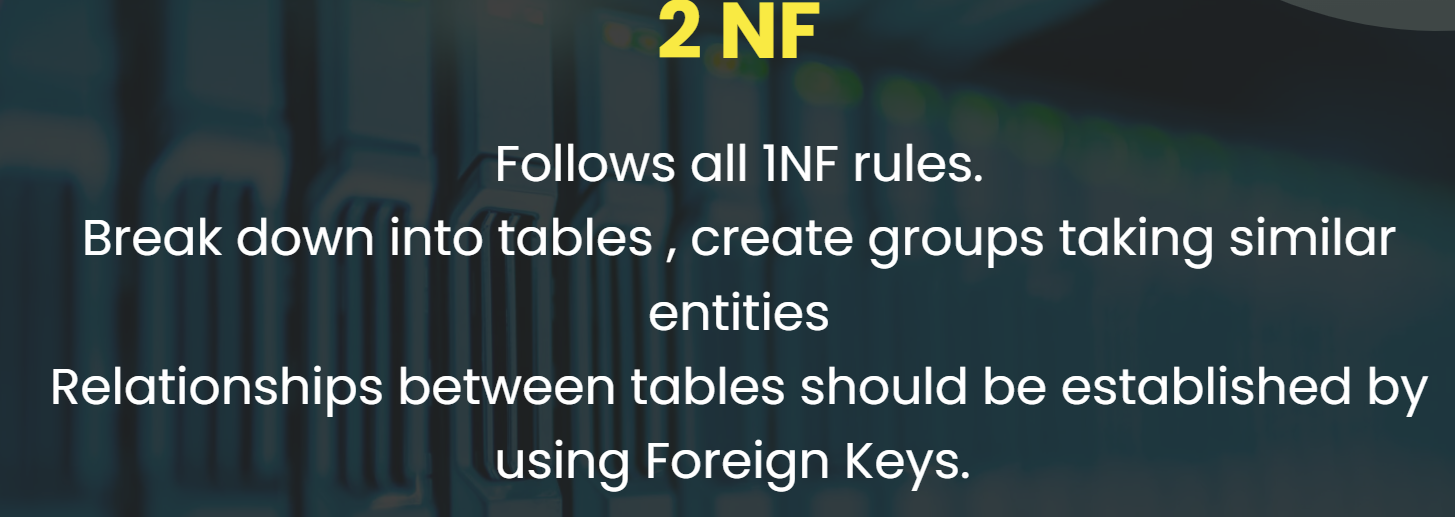 2 NF
Follows all 1NF rules.
Break down into tables , create groups taking similar
entities
Relationships between tables should be established by
using Foreign Keys.